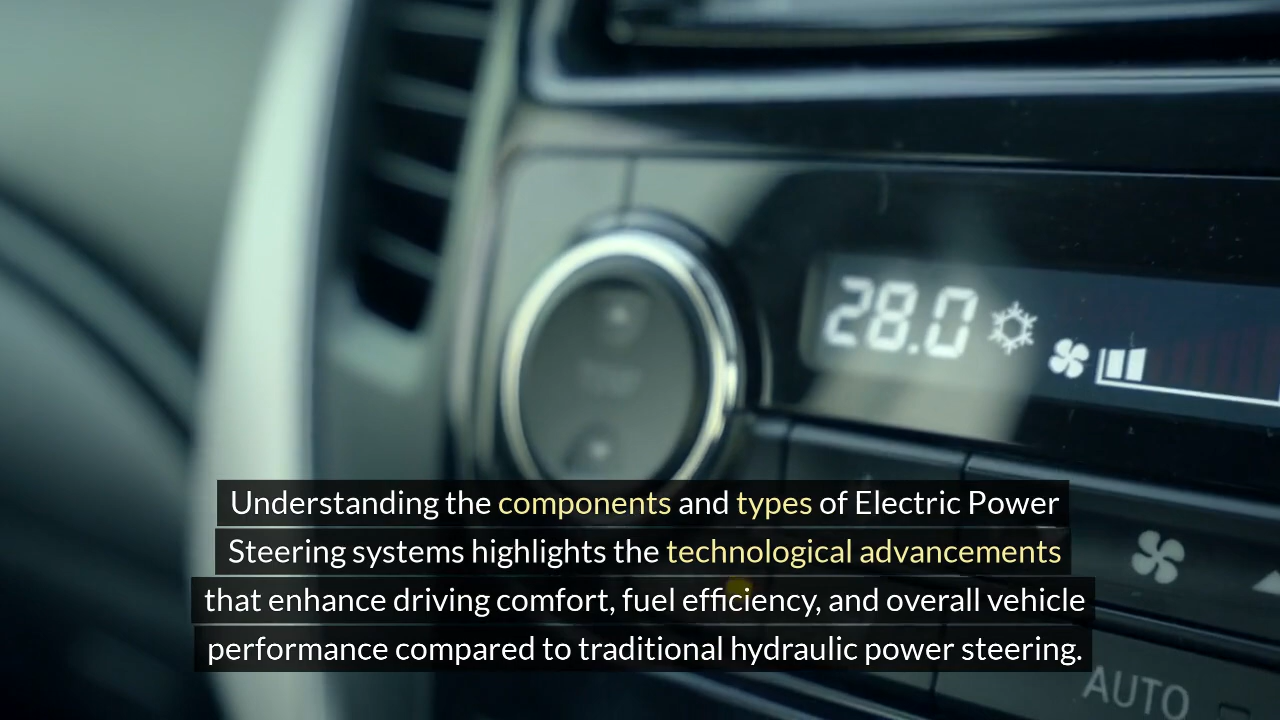 28.0
Understanding the components and types of Electric Power
Steering systems highlights the technological advancements
that enhance driving comfort, fuel efficiency, and overall vehicle
performance compared to traditional hydraulic power steering.
AUTO